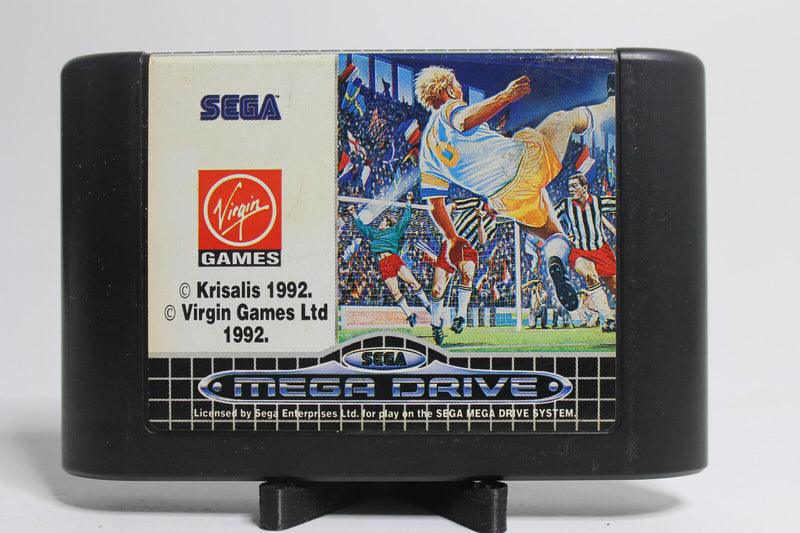 SEGA™
Virgin
GAMES
© Krisalis 1992.
© Virgin Games Ltd
1992.
SEGA
MEGA DRIVE
Licensed by Sega Enterprises Ltd. for play on the SEGA MEGA DRIVE SYSTEM.